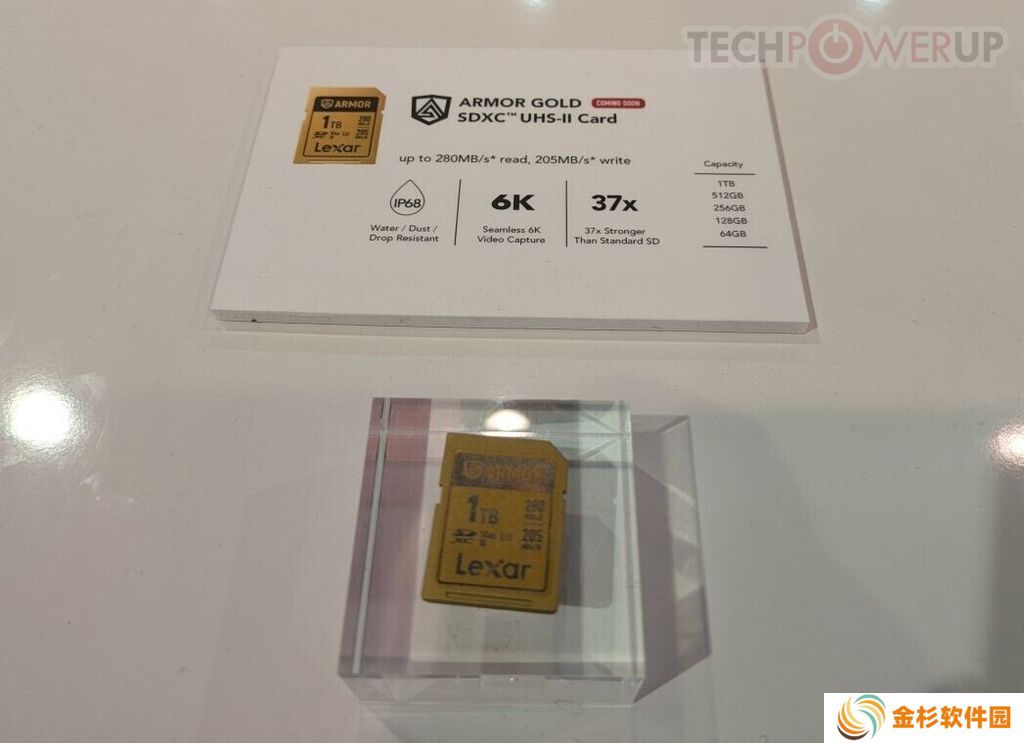 TECHPOWERUP
ARMOR
1TB
280
205
Lexar
ARMOR GOLD COMING SOON
SDXC™ UHS-II Card
up to 280MB/s* read, 205MB/s* write
IP68
Water / Dust /
Drop Resistant
6K
Seamless 6K
Video Capture
37x
37x Stronger
Than Standard SD
Capacity
1TB
512GB
256GB
128GB
64GB
ARMOR
1TB
280
205
Lexar
金杉软件园